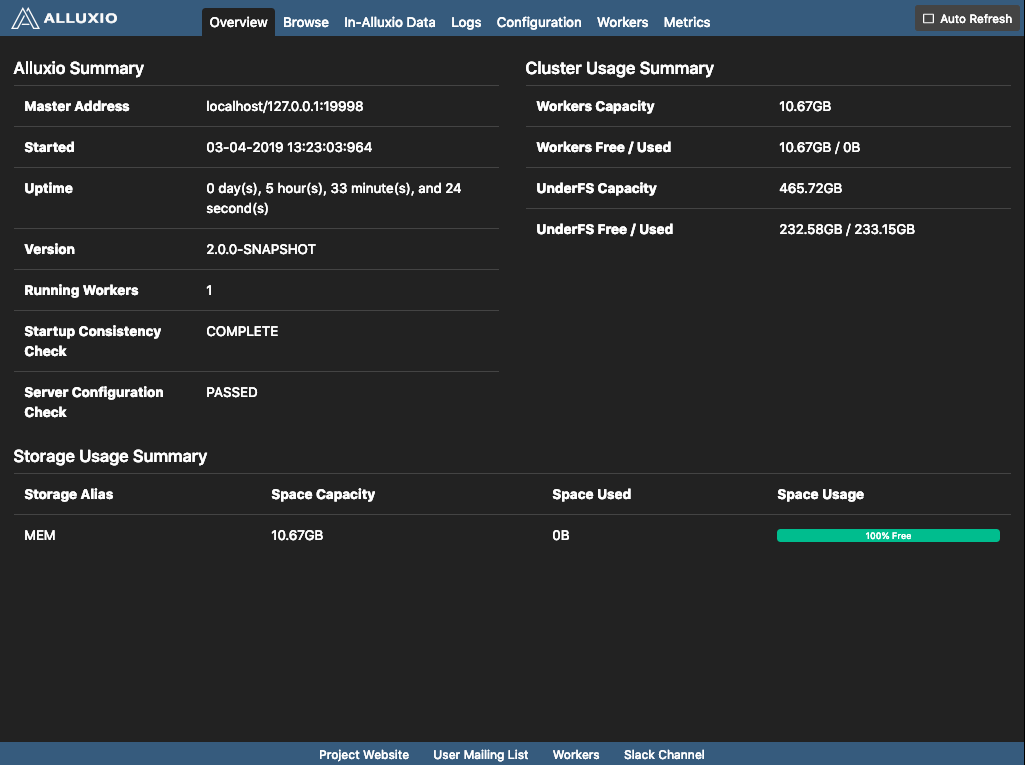 ALLUXIO
Overview Browse In-Alluxio Data Logs Configuration Workers Metrics
Auto Refresh
Alluxio Summary
Master Address localhost/127.0.0.1:19998
Started 03-04-2019 13:23:03:964
Uptime 0 day(s), 5 hour(s), 33 minute(s), and 24
second(s)
Version 2.0.0-SNAPSHOT
Running Workers 1
Startup Consistency COMPLETE
Check
Server Configuration PASSED
Check
Cluster Usage Summary
Workers Capacity 10.67GB
Workers Free / Used 10.67GB / 0B
UnderFS Capacity 465.72GB
UnderFS Free / Used 232.58GB / 233.15GB
Storage Usage Summary
Storage Alias Space Capacity Space Used Space Usage
MEM 10.67GB 0B 100% Free
Project Website User Mailing List Workers Slack Channel